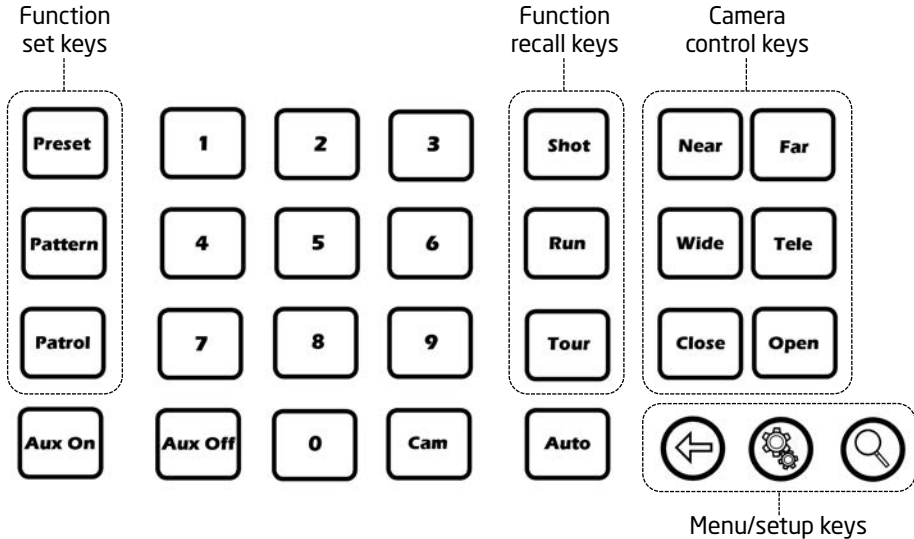 Function
set keys
Function
recall keys
Camera
control keys
Preset
1
2
3
Shot
Near
Far
Pattern
4
5
6
Run
Wide
Tele
Patrol
7
8
9
Tour
Close
Open
Aux On
Aux Off
0
Cam
Auto
Menu/setup keys